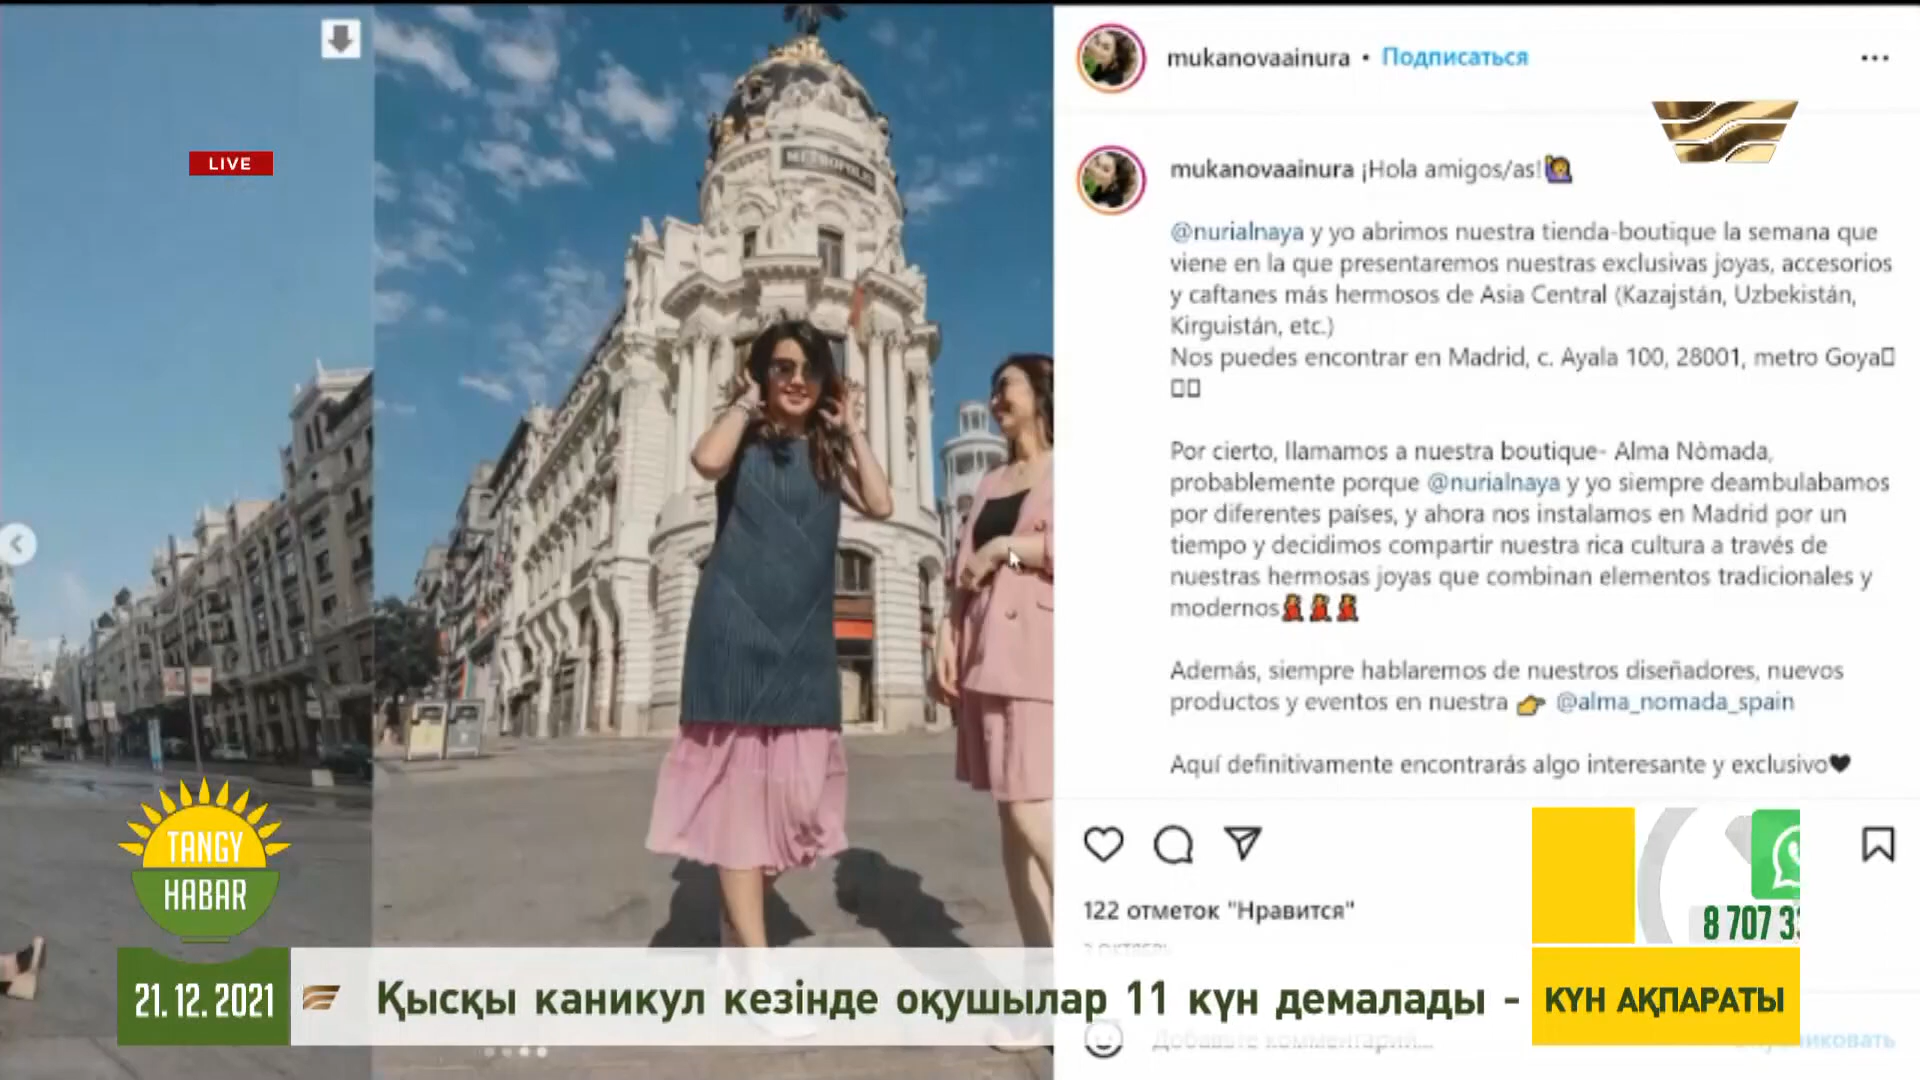 LIVE
METROPOLIS
mukanovaainura • Подписаться
mukanovaainura ¡Hola amigos/as!
@nurialnaya y yo abrimos nuestra tienda-boutique la semana que
viene en la que presentaremos nuestras exclusivas joyas, accesorios
y caftanes más hermosos de Asia Central (Kazajstán, Uzbekistán,
Kirguistán, etc.)
Nos puedes encontrar en Madrid, c. Ayala 100, 28001, metro Goya
Por cierto, llamamos a nuestra boutique- Alma Nòmada,
probablemente porque @nurialnaya y yo siempre deambulabamos
por diferentes países, y ahora nos instalamos en Madrid por un
tiempo y decidimos compartir nuestra rica cultura a través de
nuestras hermosas joyas que combinan elementos tradicionales y
modernos
Además, siempre hablaremos de nuestros diseñadores, nuevos
productos y eventos en nuestra @alma_nomada_spain
Aquí definitivamente encontrarás algo interesante y exclusivo
122 отметок "Нравится"
TANGY
HABAR
8 707 3
21.12.2021
Қысқы каникул кезінде оқушылар 11 күн демалады -
КҮН АҚПАРАТЫ
Добавьте комментарий...